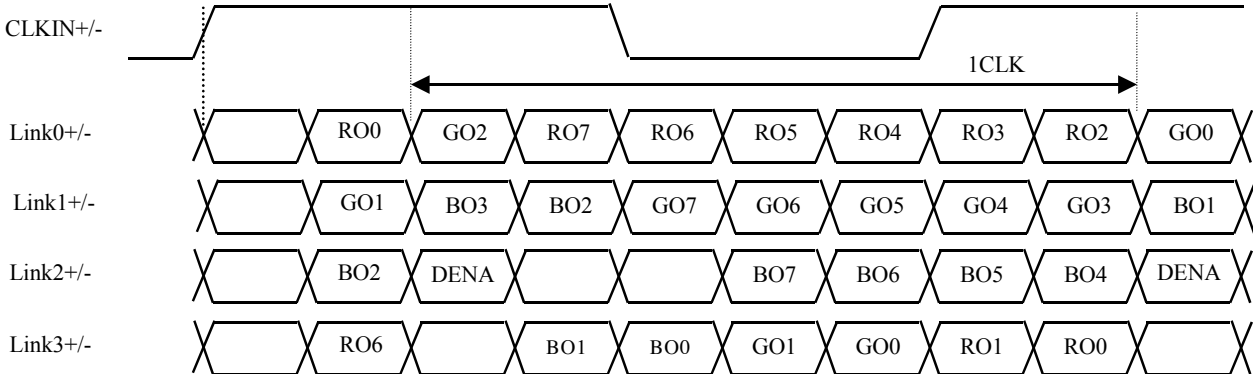 CLKIN+/-
1CLK
Link0+/- RO0 GO2 RO7 RO6 RO5 RO4 RO3 RO2 GO0
Link1+/- GO1 BO3 BO2 GO7 GO6 GO5 GO4 GO3 BO1
Link2+/- BO2 DENA BO7 BO6 BO5 BO4 DENA
Link3+/- RO6 BO1 BO0 GO1 GO0 RO1 RO0